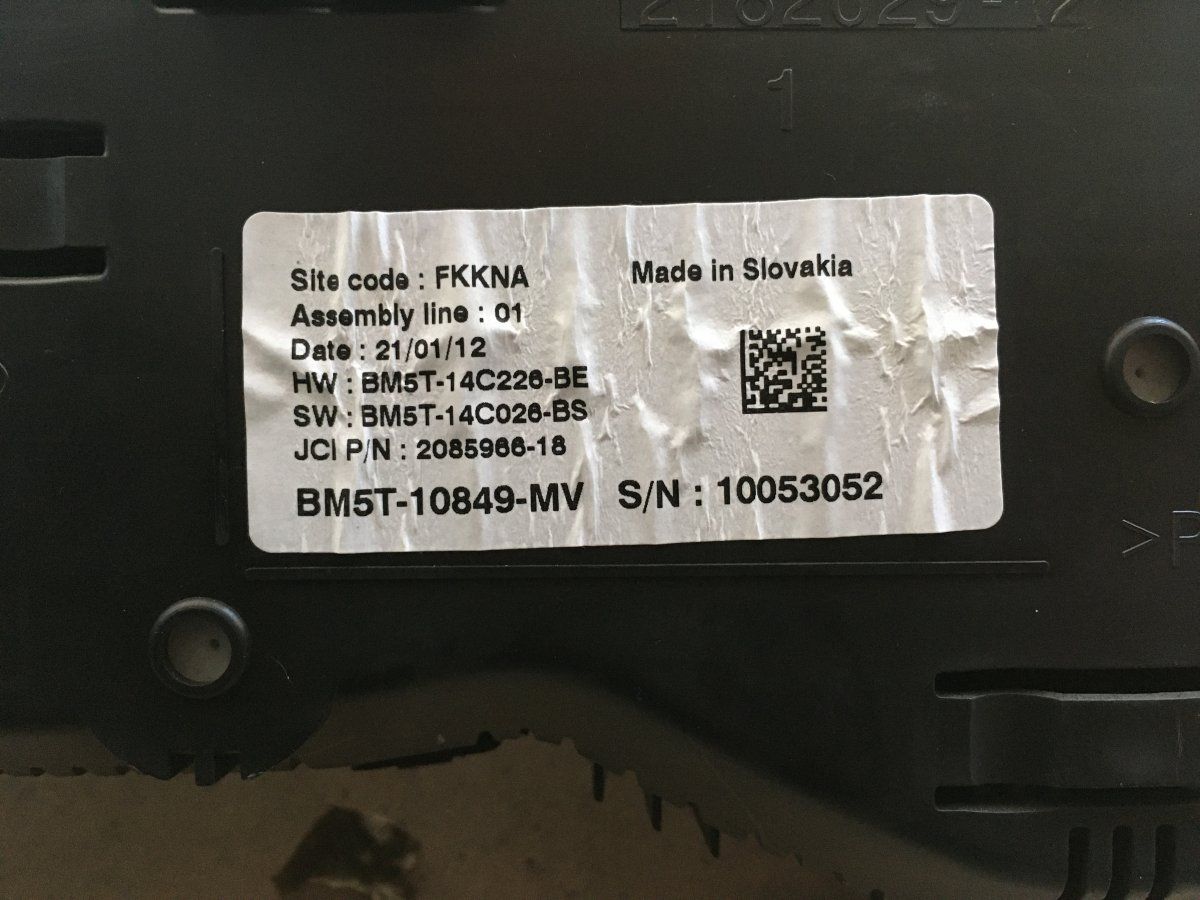 1
Site code : FKKNA
Made in Slovakia
Assembly line : 01
Date : 21/01/12
HW : BM5T-14C226-BE
SW : BM5T-14C026-BS
JCI P/N : 2085966-18
BM5T-10849-MV S/N : 10053052
>P